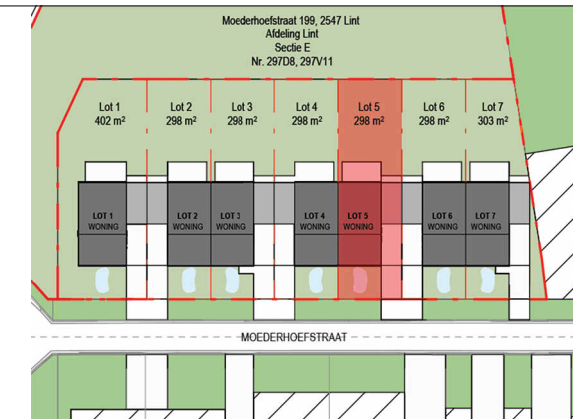 Moederhoefstraat 199, 2547 Lint
Afdeling Lint
Sectie E
Nr. 297D8, 297V11
Lot 1
402 m²
Lot 2
298 m²
Lot 3
298 m²
Lot 4
298 m²
Lot 5
298 m²
Lot 6
298 m²
Lot 7
303 m²
LOT 1
WONING
LOT 2
WONING
LOT 3
WONING
LOT 4
WONING
LOT 5
WONING
LOT 6
WONING
LOT 7
WONING
MOEDERHOEFSTRAAT